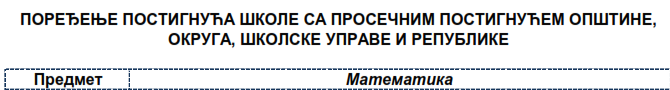 ПОРЕЂЕЊЕ ПОСТИГНУЋА ШКОЛЕ СА ПРОСЕЧНИМ ПОСТИГНУЋЕМ ОПШТИНЕ,
ОКРУГА, ШКОЛСКЕ УПРАВЕ И РЕПУБЛИКЕ
Предмет Математика